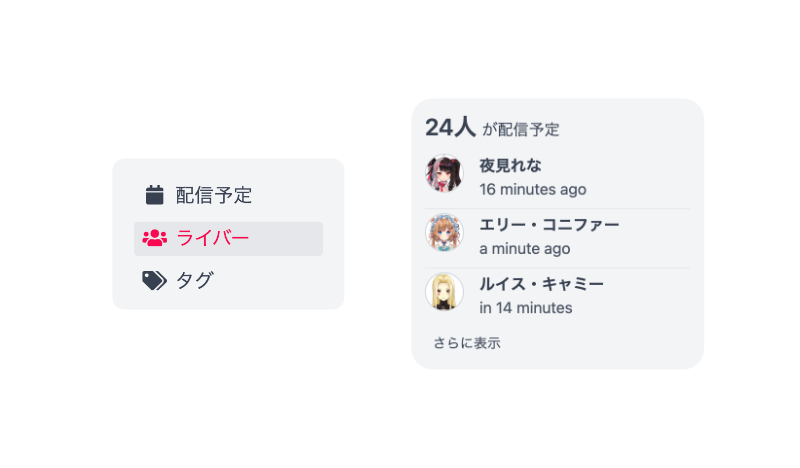 配信予定
ライバー
タグ
24人 が配信予定
夜見れな
16 minutes ago
エリー・コニファー
a minute ago
ルイス・キャミー
in 14 minutes
さらに表示